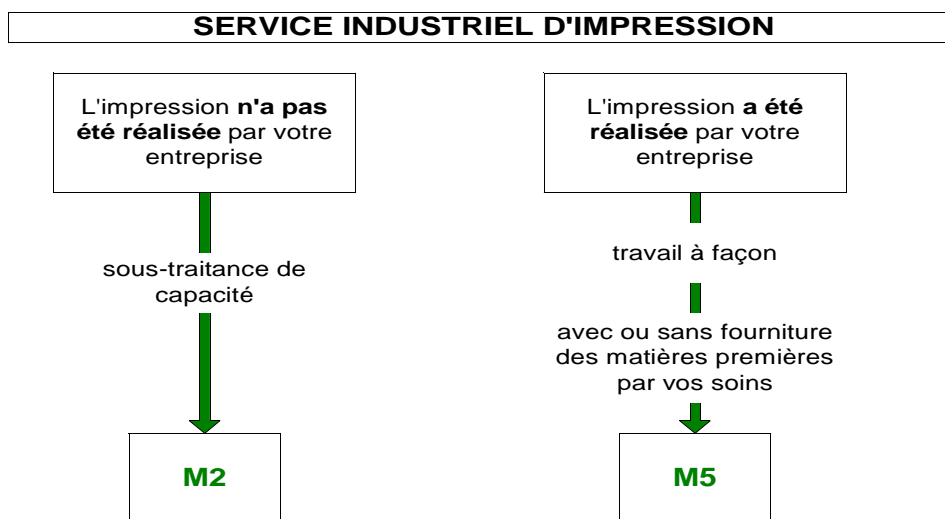 SERVICE INDUSTRIEL D'IMPRESSION
L'impression n'a pas
été réalisée par votre
entreprise
sous-traitance de
capacité
M2
L'impression a été
réalisée par votre
entreprise
travail à façon
avec ou sans fourniture
des matières premières
par vos soins
M5